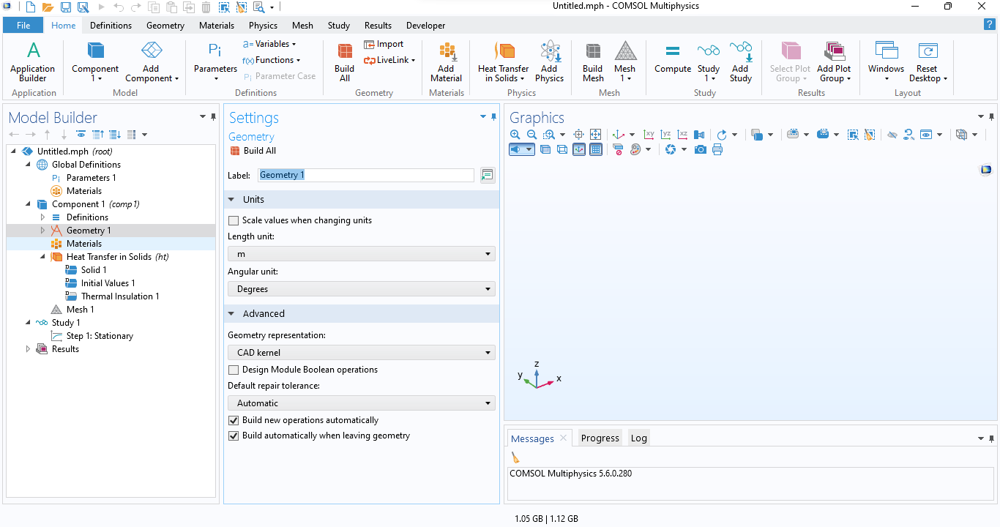 Untitled.mph - COMSOL Multiphysics
File Home Definitions Geometry Materials Physics Mesh Study Results Developer ?
Application Builder
Application
Component 1
Add Component
Model
Pi
Parameters
a= Variables
f(x) Functions
Pi Parameter Case
Definitions
Build All
Import
LiveLink
Geometry
Add Material
Materials
Heat Transfer in Solids
Add Physics
Physics
Build Mesh
Mesh 1
Mesh
Compute
Study 1
Add Study
Study
Select Plot Group
Add Plot Group
Results
Windows
Reset Desktop
Layout
Model Builder
Untitled.mph (root)
Global Definitions
Pi Parameters 1
Materials
Component 1 (comp1)
Definitions
Geometry 1
Materials
Heat Transfer in Solids (ht)
D Solid 1
D Initial Values 1
D Thermal Insulation 1
Mesh 1
Study 1
Step 1: Stationary
Results
Settings
Geometry
Build All
Label: Geometry 1
Units
Scale values when changing units
Length unit:
m
Angular unit:
Degrees
Advanced
Geometry representation:
CAD kernel
Design Module Boolean operations
Default repair tolerance:
Automatic
Build new operations automatically
Build automatically when leaving geometry
Graphics
xy yz xz
z
y
x
Messages Progress Log
COMSOL Multiphysics 5.6.0.280
1.05 GB | 1.12 GB